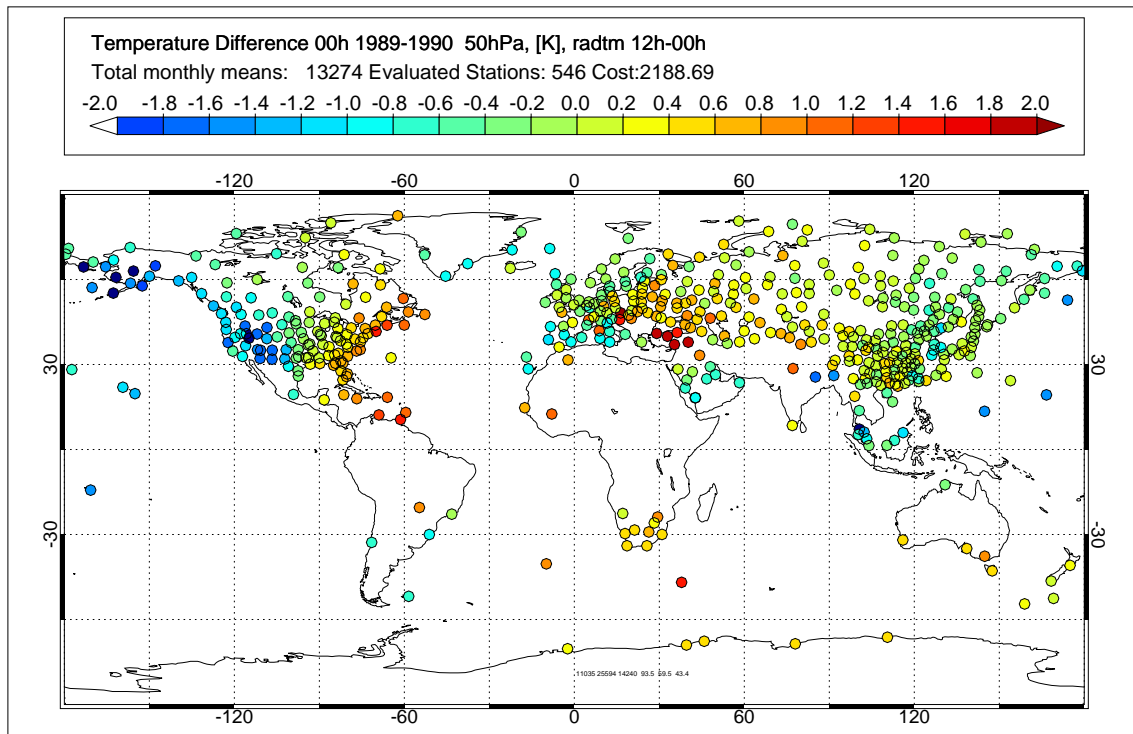 Temperature Difference 00h 1989-1990 50hPa, [K], radtm 12h-00h
Total monthly means: 13274 Evaluated Stations: 546 Cost:2188.69
-2.0 -1.8 -1.6 -1.4 -1.2 -1.0 -0.8 -0.6 -0.4 -0.2 0.0 0.2 0.4 0.6 0.8 1.0 1.2 1.4 1.6 1.8 2.0
-120 -60 0 60 120
30 30
-30 -30
11035 25594 14240 93.5 59.5 43.4
-120 -60 0 60 120